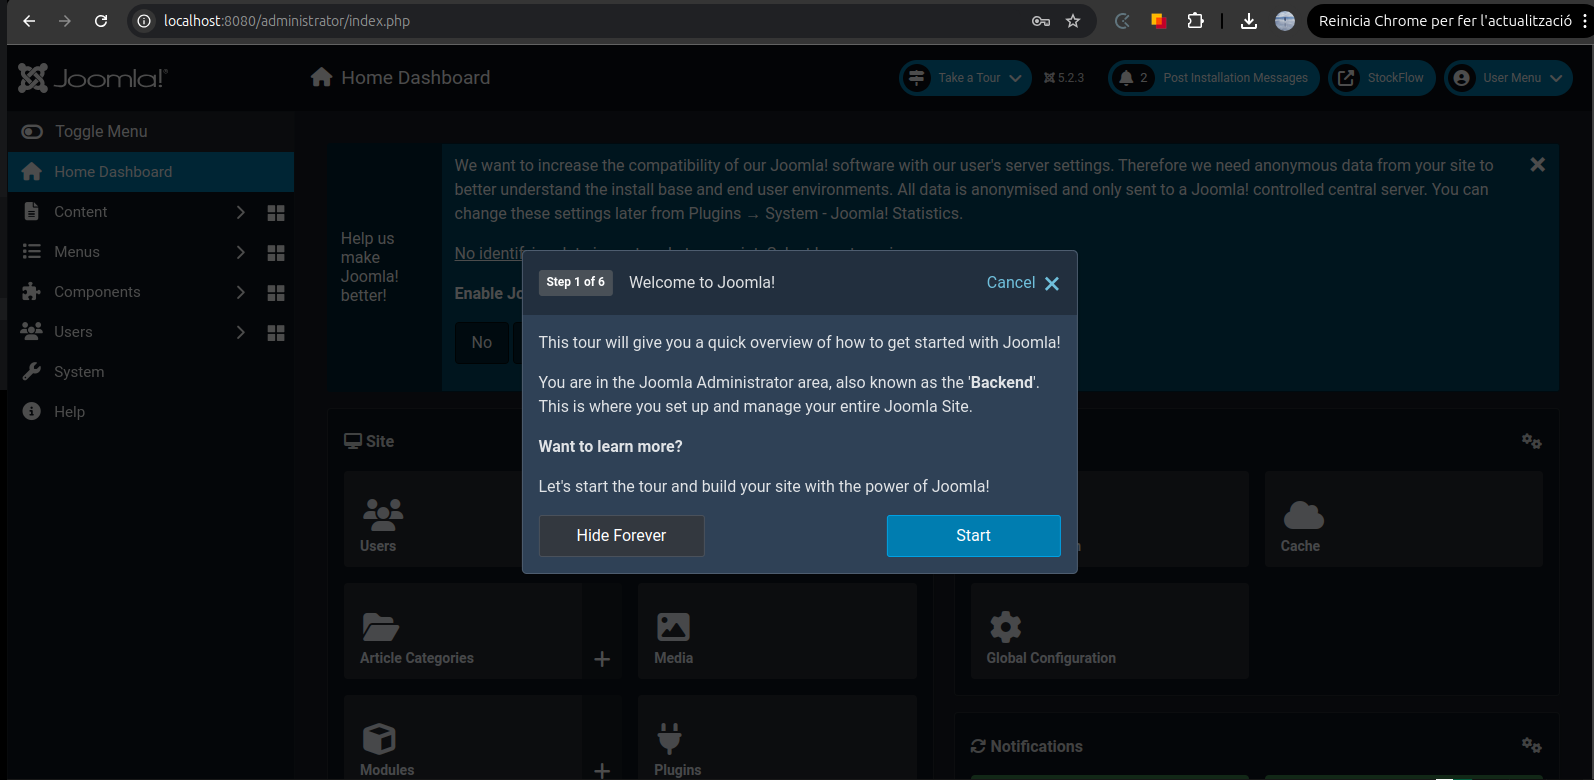 localhost:8080/administrator/index.php
Reinicia Chrome per fer l'actualització
Joomla!®
Home Dashboard
Take a Tour
5.2.3
2
Post Installation Messages
StockFlow
User Menu
Toggle Menu
Home Dashboard
Content
Menus
Components
Users
System
Help
Help us
make
Joomla!
better!
We want to increase the compatibility of our Joomla! software with our user's server settings. Therefore we need anonymous data from your site to
better understand the install base and end user environments. All data is anonymised and only sent to a Joomla! controlled central server. You can
change these settings later from Plugins → System - Joomla! Statistics.
No
Enable
No
Step 1 of 6
Welcome to Joomla!
Cancel
This tour will give you a quick overview of how to get started with Joomla!
You are in the Joomla Administrator area, also known as the 'Backend'.
This is where you set up and manage your entire Joomla Site.
Want to learn more?
Let's start the tour and build your site with the power of Joomla!
Hide Forever
Start
Site
Users
Article Categories
Media
Modules
Plugins
Cache
Global Configuration
Notifications